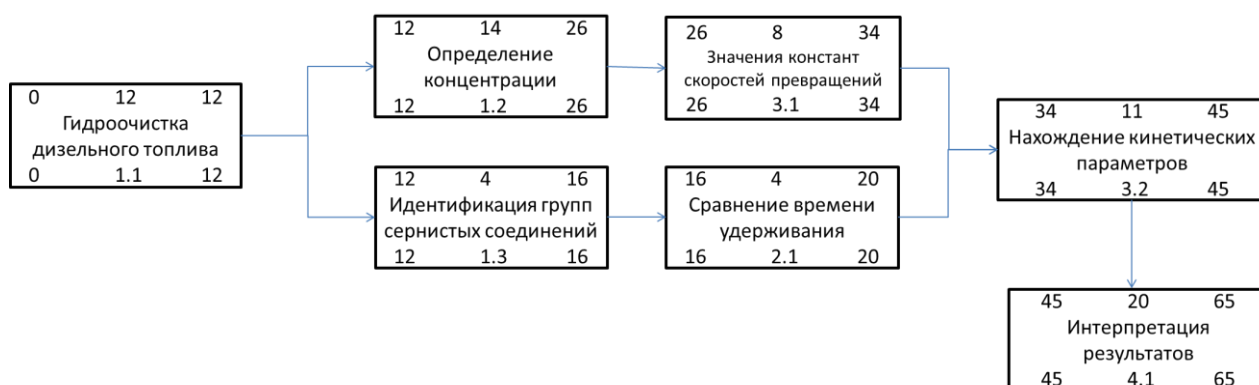 0 12 12
Гидроочистка
дизельного топлива
0 1.1 12
12 14 26
Определение
концентрации
12 1.2 26
26 8 34
Значения констант
скоростей превращений
26 3.1 34
12 4 16
Идентификация групп
сернистых соединений
12 1.3 16
16 4 20
Сравнение времени
удерживания
16 2.1 20
34 11 45
Нахождение кинетических
параметров
34 3.2 45
45 20 65
Интерпретация
результатов
45 4.1 65